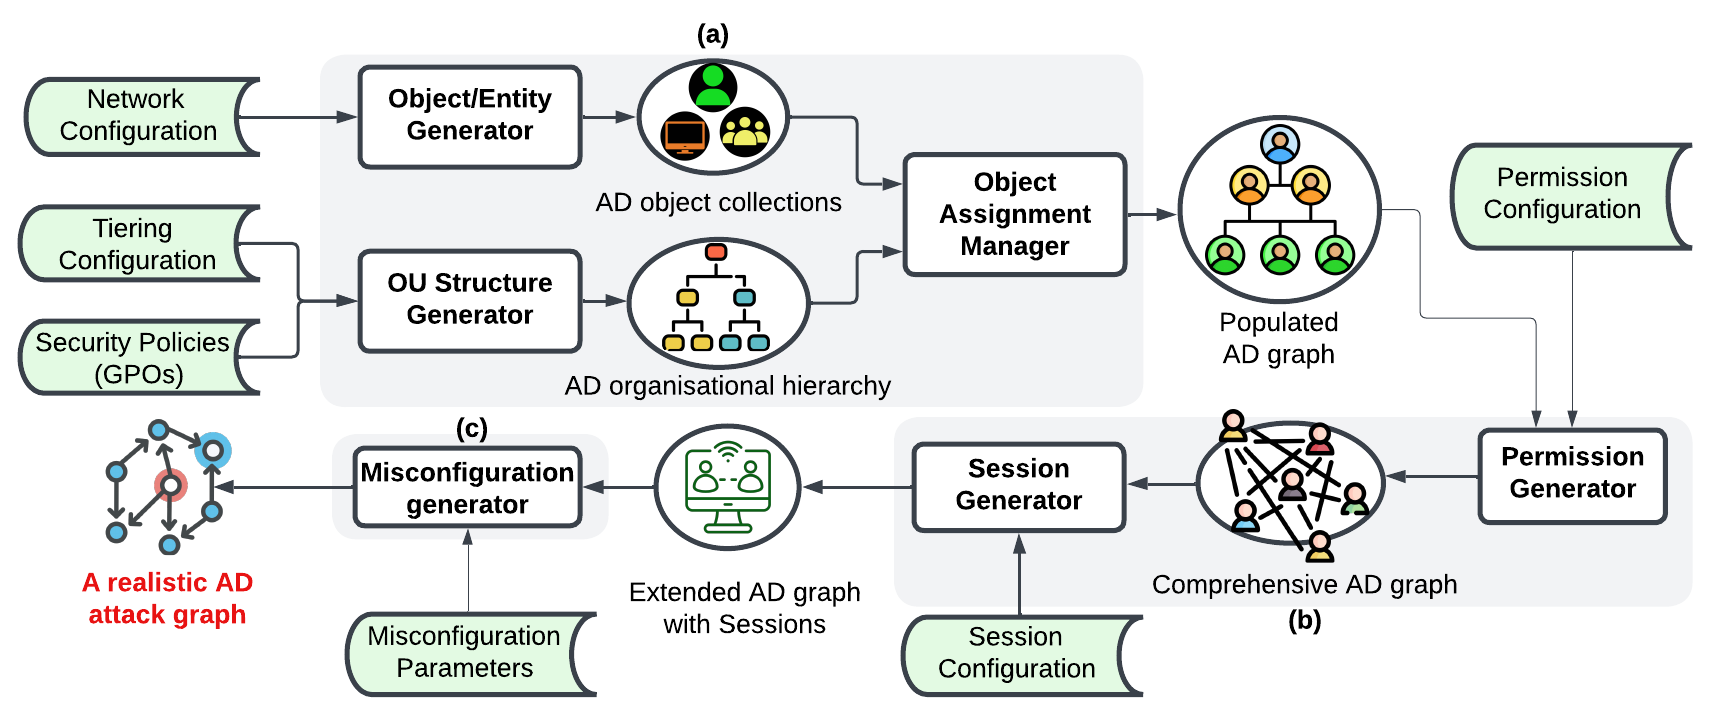 (a)
Network
Configuration
Object/Entity
Generator
AD object collections
Tiering
Configuration
Security Policies
(GPOs)
OU Structure
Generator
AD organisational hierarchy
Object
Assignment
Manager
Populated
AD graph
Permission
Configuration
Permission
Generator
Comprehensive AD graph
(b)
Session
Generator
Session
Configuration
Extended AD graph
with Sessions
(c)
Misconfiguration
generator
Misconfiguration
Parameters
A realistic AD
attack graph